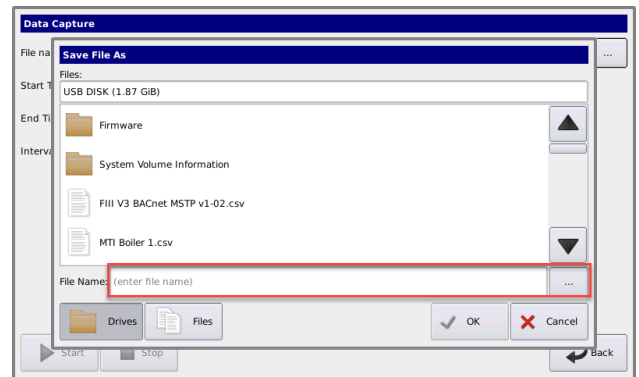 Data Capture
File na
...
Save File As
Start T
Files:
USB DISK (1.87 GiB)
End Ti
Firmware
Interva
System Volume Information
FIII V3 BACnet MSTP v1-02.csv
MTI Boiler 1.csv
File Name: (enter file name)
...
Drives
Files
OK
Cancel
Start
Stop
Back